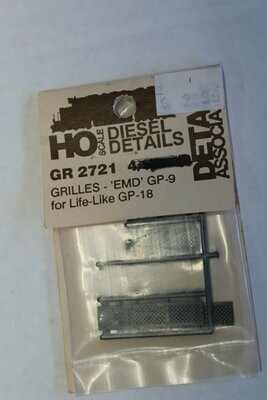 HO SCALE DIESEL DETAILS
DETA
ASSOCIA
GR 2721
GRILLES - 'EMD' GP-9
for Life-Like GP-18